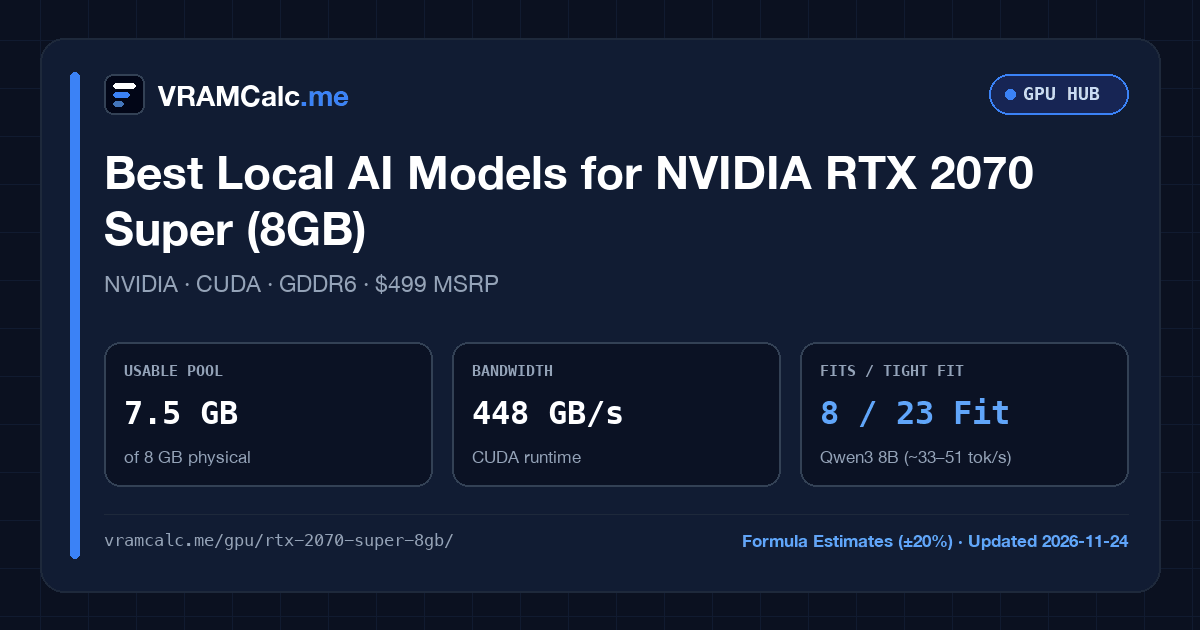 VRAMCalc.me
GPU HUB
Best Local AI Models for NVIDIA RTX 2070
Super (8GB)
NVIDIA · CUDA · GDDR6 · $499 MSRP
USABLE POOL
7.5 GB
of 8 GB physical
BANDWIDTH
448 GB/s
CUDA runtime
FITS / TIGHT FIT
8 / 23 Fit
Qwen3 8B (~33–51 tok/s)
vramcalc.me/gpu/rtx-2070-super-8gb/
Formula Estimates (±20%) · Updated 2026-11-24